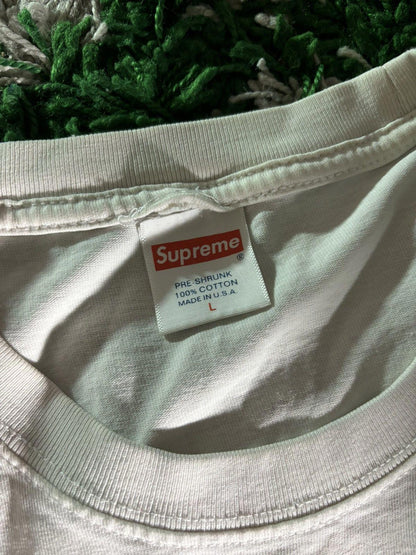 Supreme®
PRE-SHRUNK
100% COTTON
MADE IN U.S.A.
L